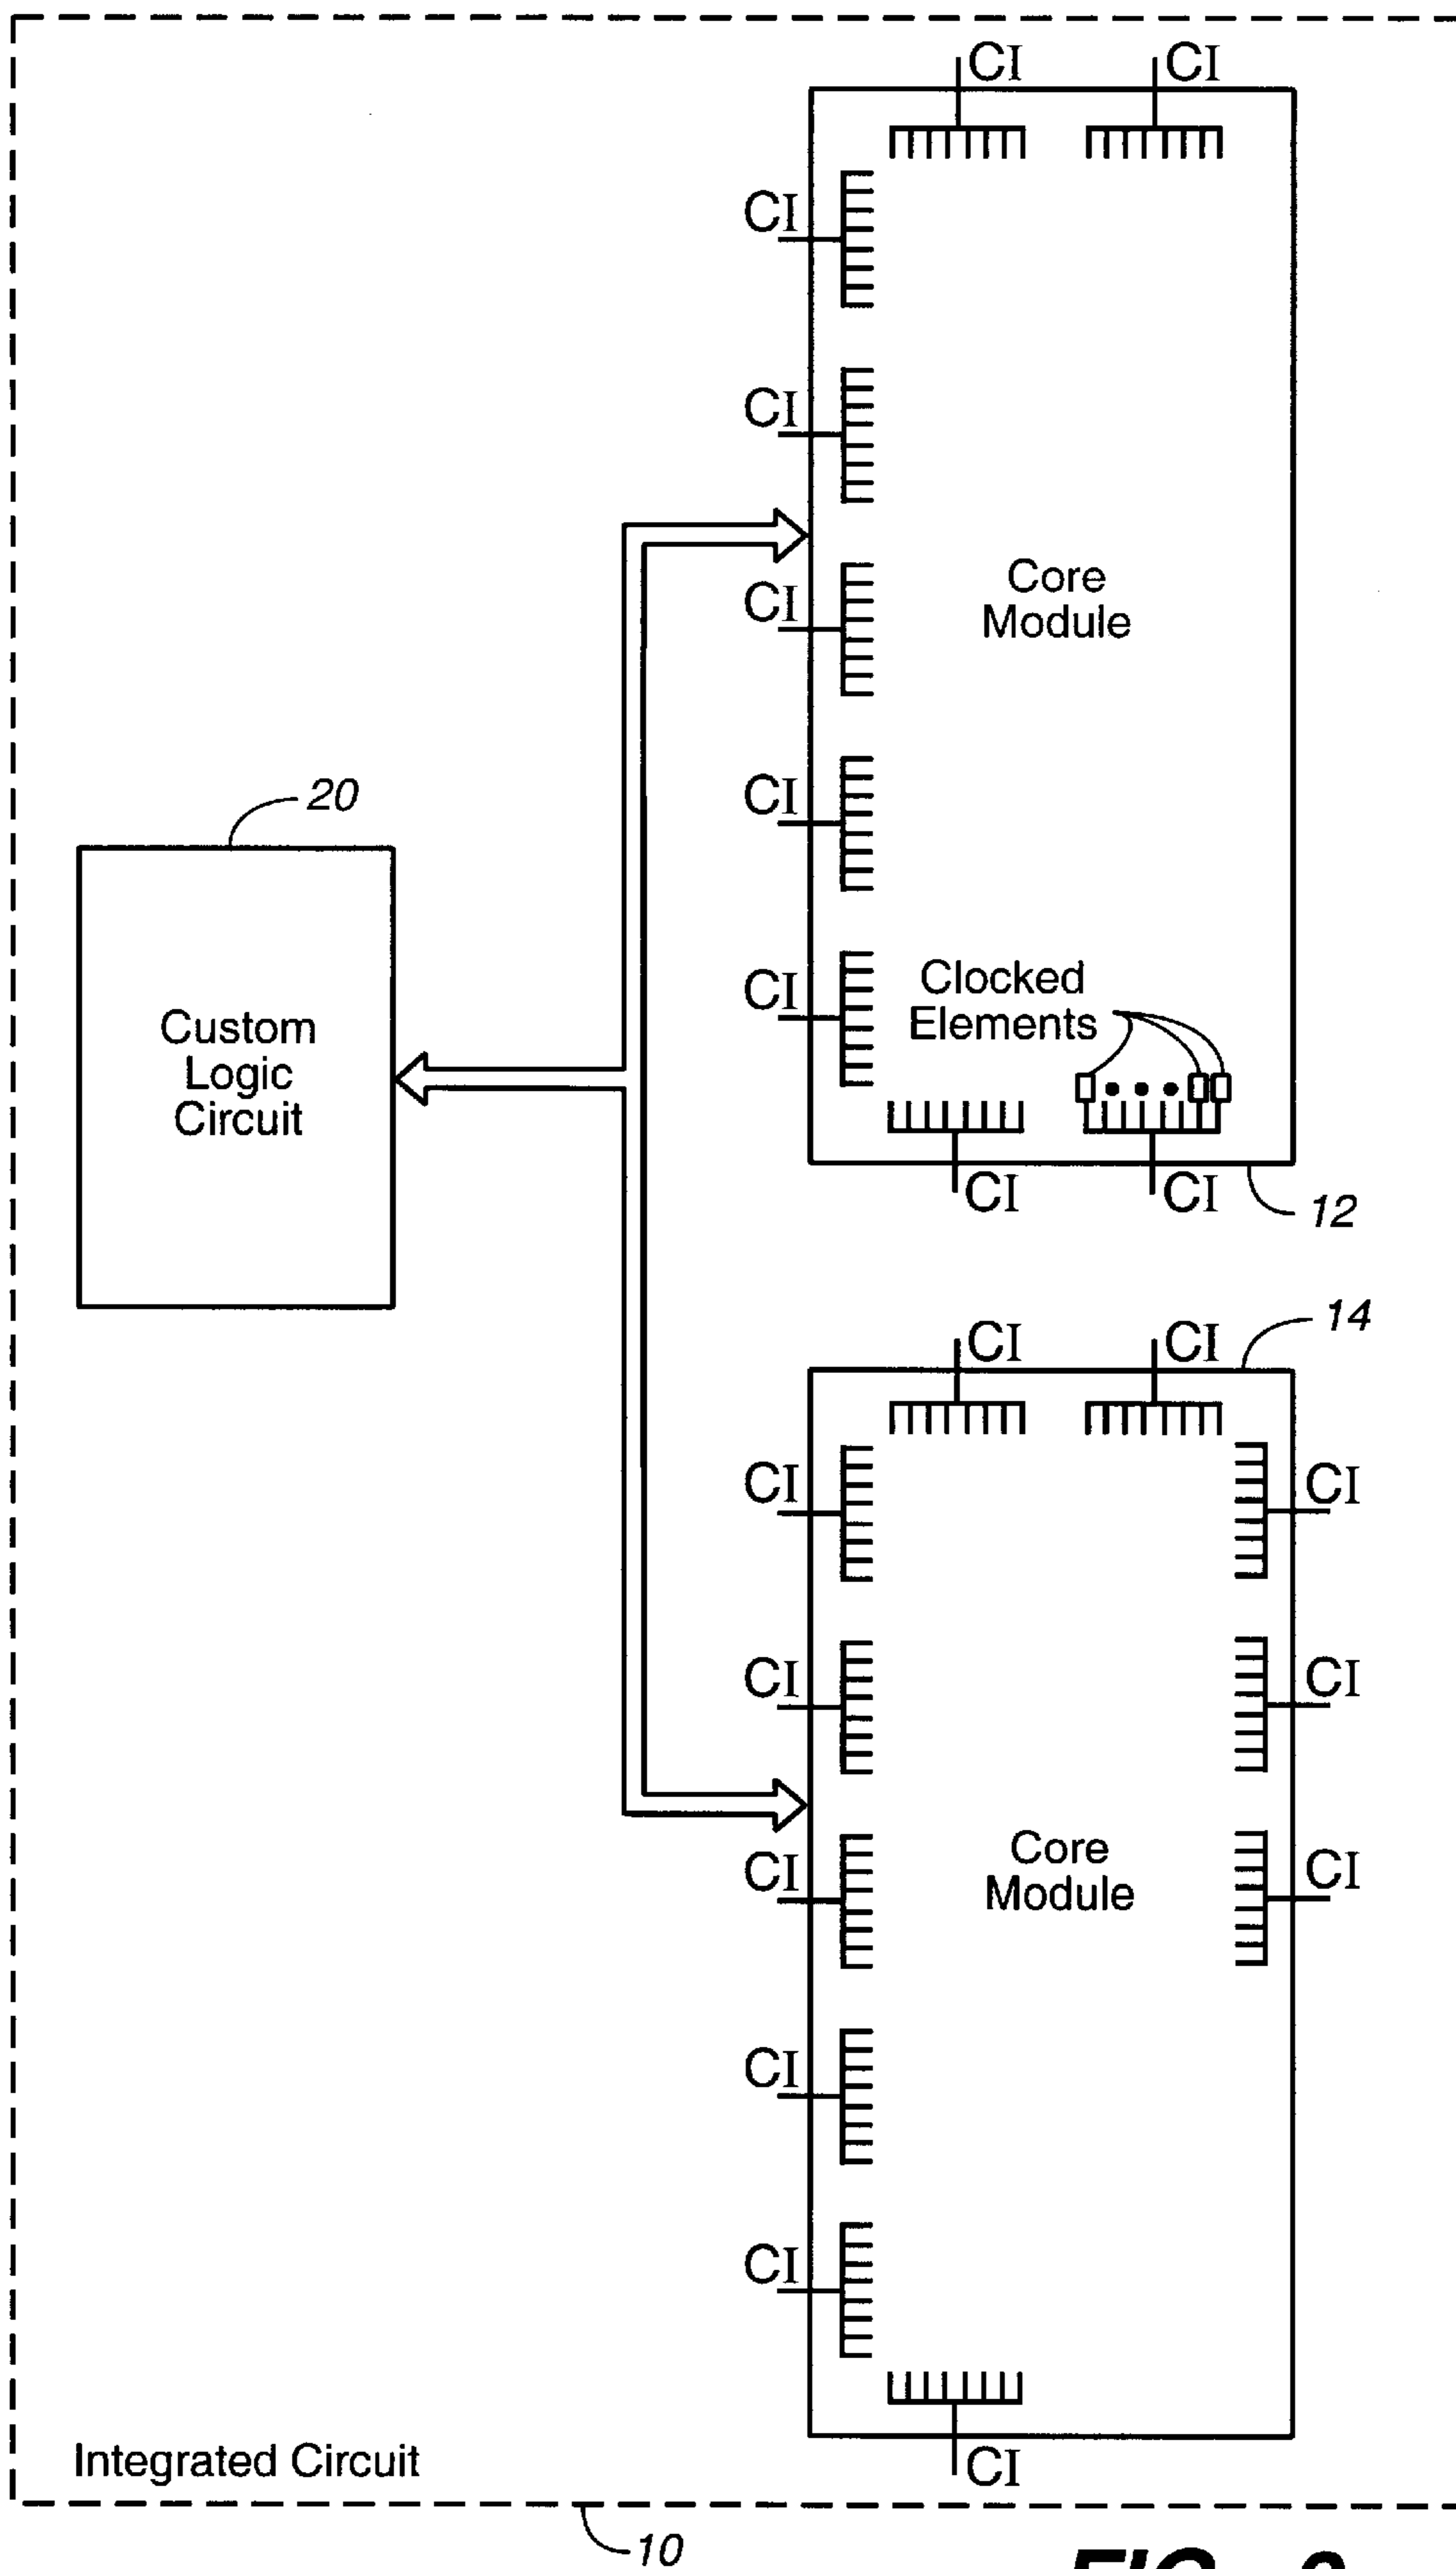 CI CI
CI
CI
Core
Module
CI
20
CI
Clocked
Elements
CI
Custom
Logic
Circuit
CI CI
12
14
CI CI
CI CI
CI CI
Core
Module
CI CI
CI
CI
CI
Integrated Circuit
10
FIG.